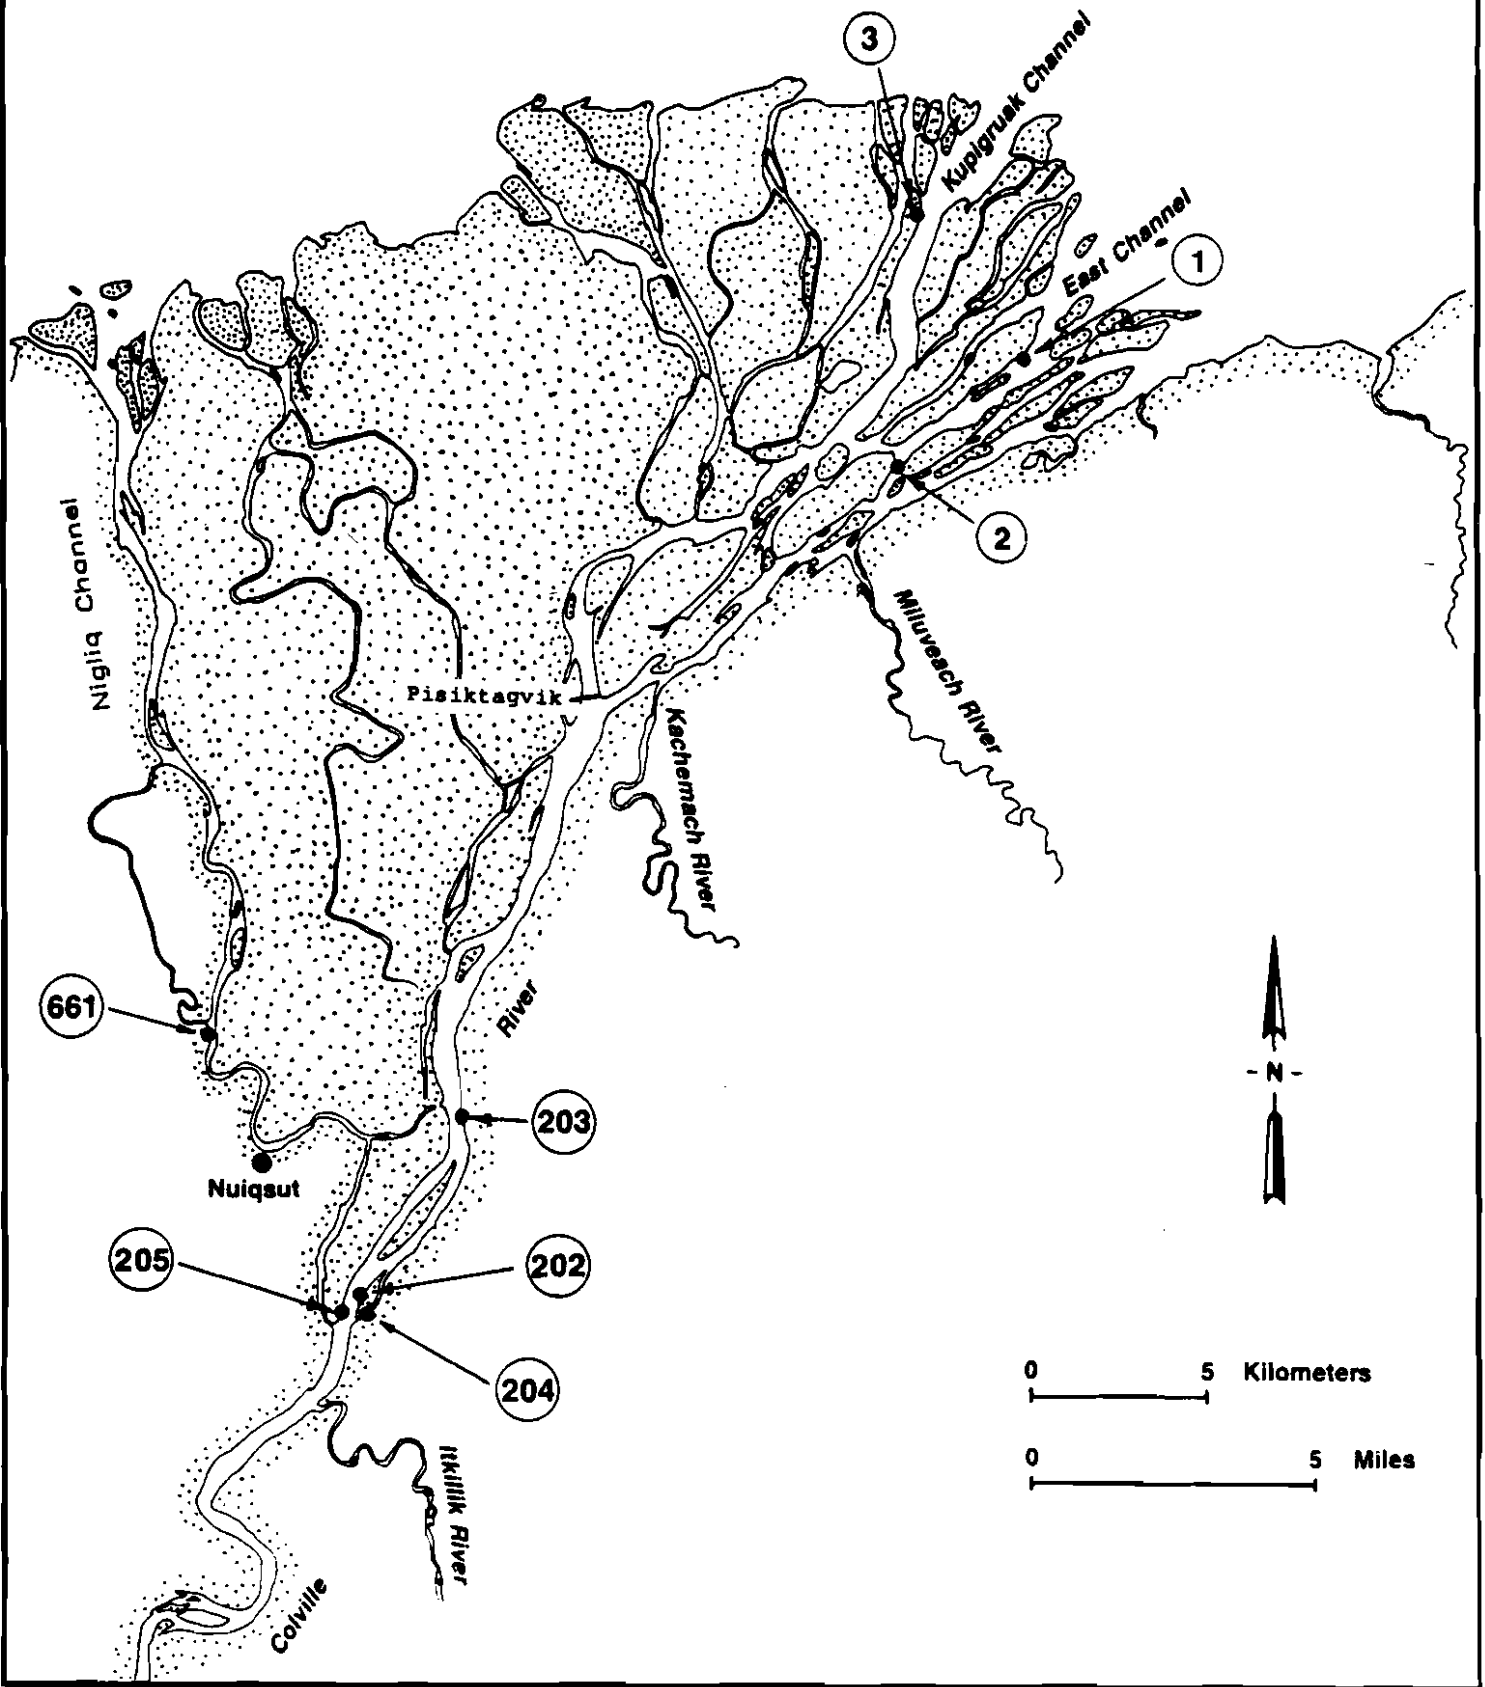 3
Kupigruak Channel
East Channel
1
2
Nigliq Channel
Miluveach River
Pisiktagvik
Kachemach River
661
River
- N -
203
Nuiqsut
205
202
204
0 5 Kilometers
0 5 Miles
Itkillik River
Colville